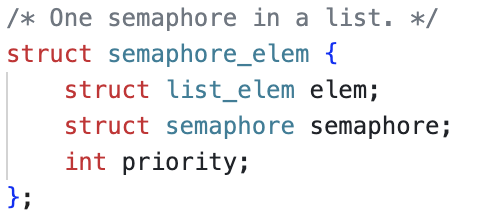 /* One semaphore in a list. */
struct semaphore_elem {
    struct list_elem elem;
    struct semaphore semaphore;
    int priority;
};